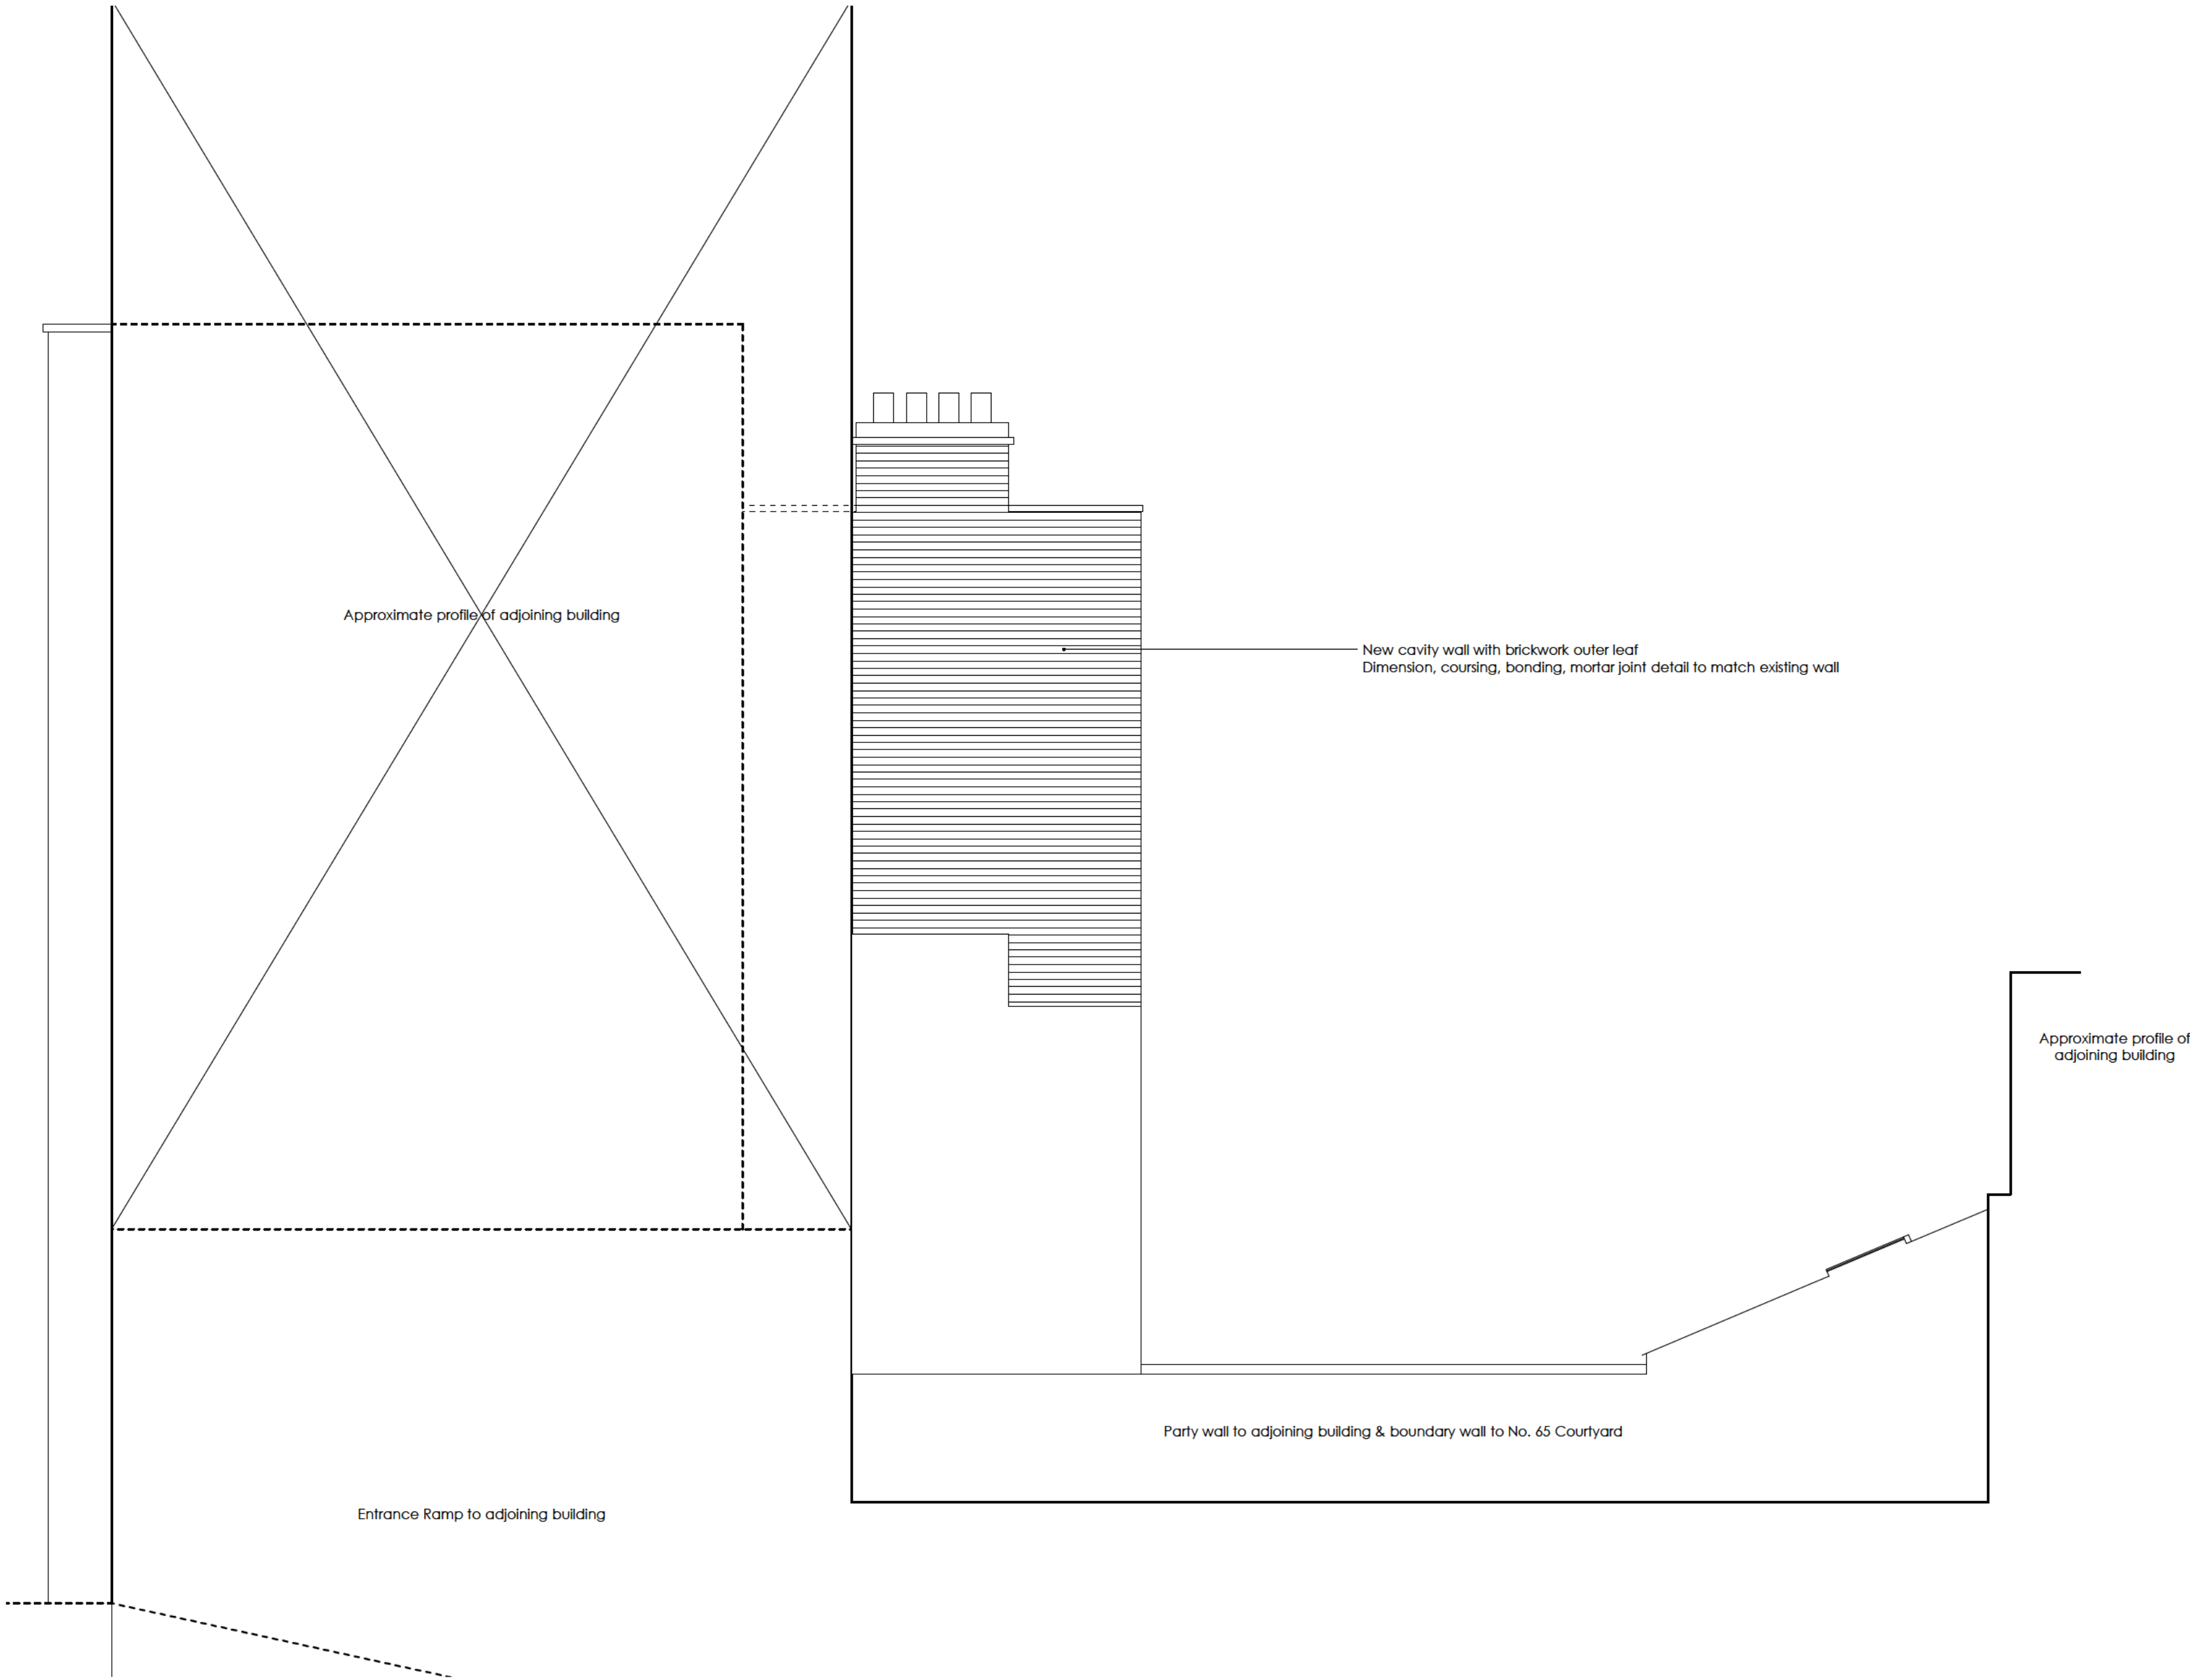 Approximate profile of adjoining building
New cavity wall with brickwork outer leaf
Dimension, coursing, bonding, mortar joint detail to match existing wall
Approximate profile of
adjoining building
Party wall to adjoining building & boundary wall to No. 65 Courtyard
Entrance Ramp to adjoining building